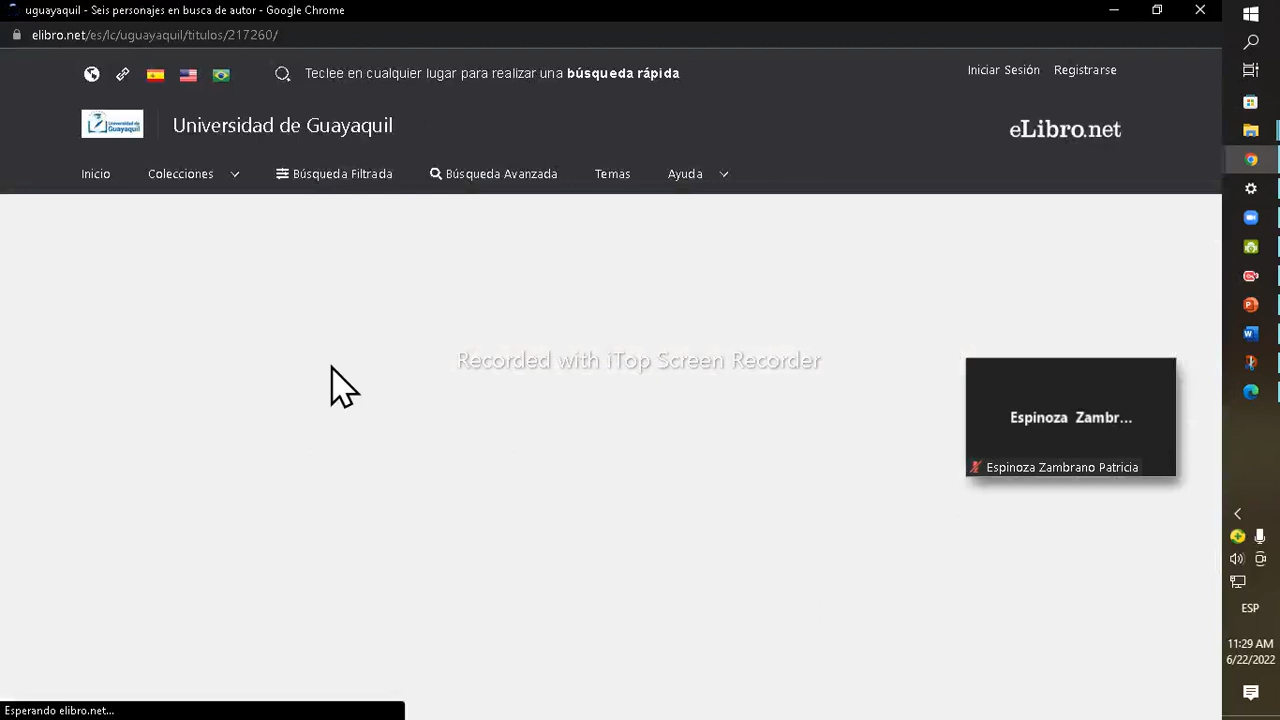 uguayaquil - Seis personajes en busca de autor - Google Chrome
elibro.net/es/lc/uguayaquil/titulos/217260/
Teclee en cualquier lugar para realizar una búsqueda rápida
Iniciar Sesión Registrarse
Universidad de Guayaquil
Universidad de Guayaquil
eLibro.net
Inicio Colecciones Búsqueda Filtrada Búsqueda Avanzada Temas Ayuda
Recorded with iTop Screen Recorder
Espinoza Zambr...
Espinoza Zambrano Patricia
ESP
11:29 AM
6/22/2022
Esperando elibro.net...